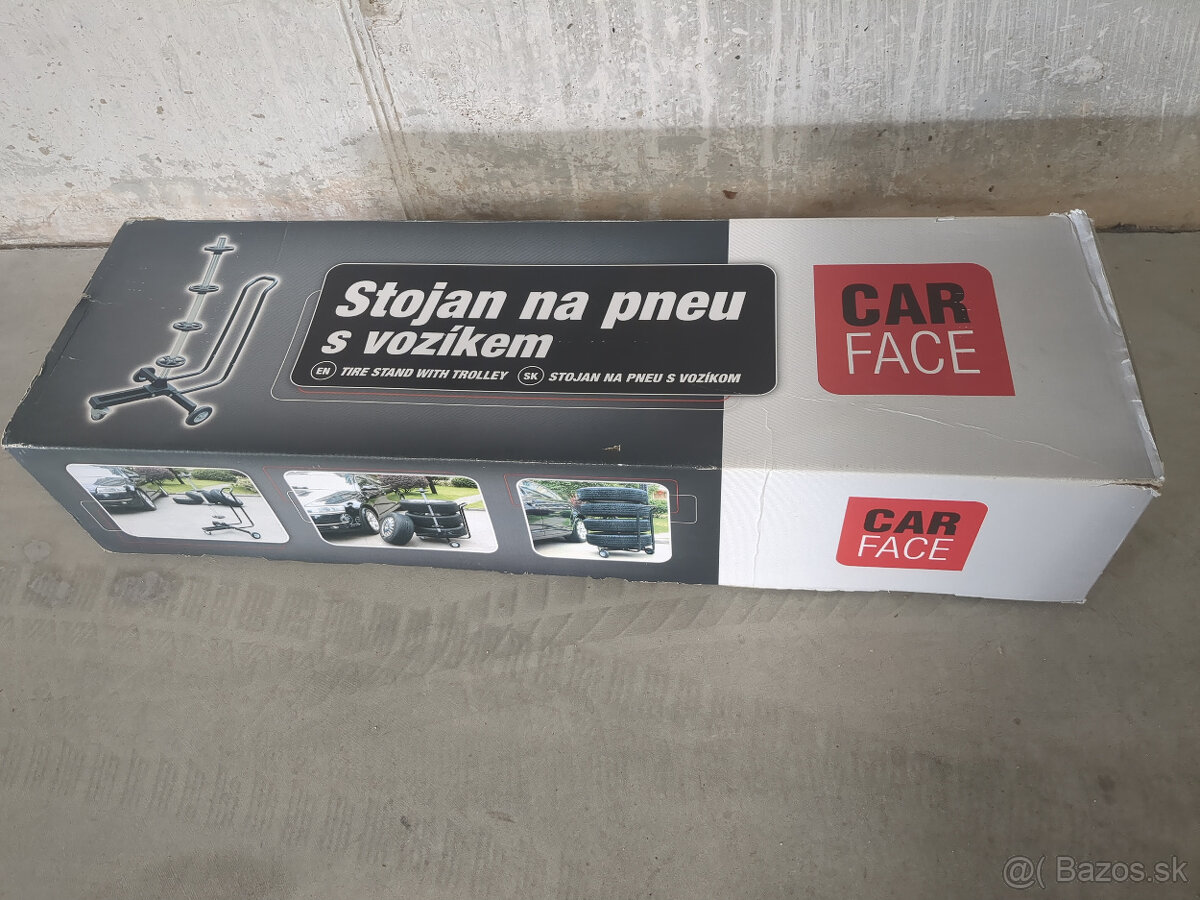 Stojan na pneu
s vozíkem
EN TIRE STAND WITH TROLLEY SK STOJAN NA PNEU S VOZÍKOM
CAR
FACE
CAR
FACE
@( Bazos.sk